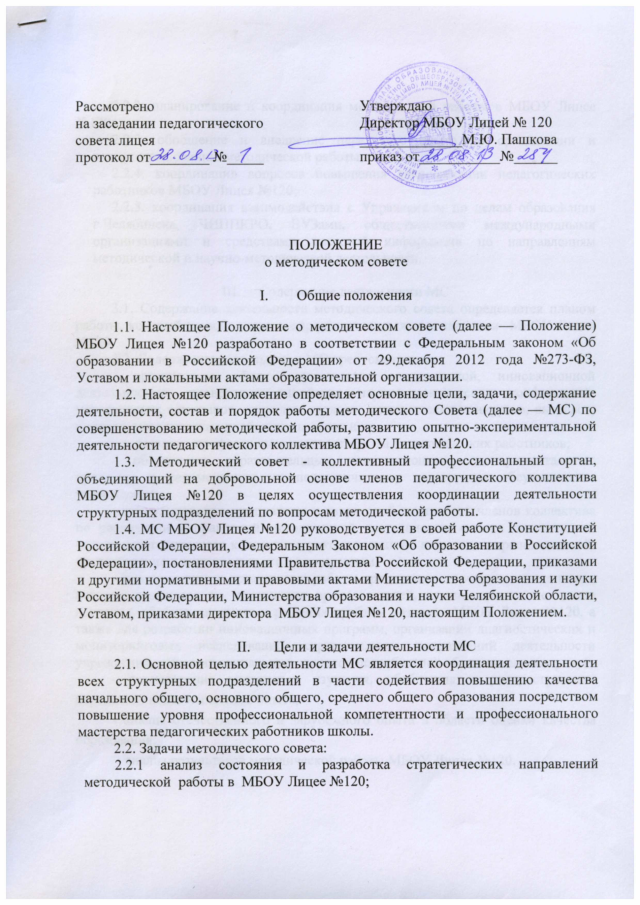 Рассмотрено
на заседании педагогического
совета лицея
протокол от 28.08.13 № 1
Утверждаю
Директор МБОУ Лицей № 120
М.Ю. Пашкова
приказ от 28 08 13 № 254
ПОЛОЖЕНИЕ
о методическом совете
I. Общие положения
1.1. Настоящее Положение о методическом совете (далее — Положение)
МБОУ Лицея №120 разработано в соответствии с Федеральным законом «Об
образовании в Российской Федерации» от 29.декабря 2012 года №273-ФЗ,
Уставом и локальными актами образовательной организации.
1.2. Настоящее Положение определяет основные цели, задачи, содержание
деятельности, состав и порядок работы методического Совета (далее — МС) по
совершенствованию методической работы, развитию опытно-экспериментальной
деятельности педагогического коллектива МБОУ Лицея №120.
1.3. Методический совет - коллективный профессиональный орган,
объединяющий на добровольной основе членов педагогического коллектива
МБОУ Лицея №120 в целях осуществления координации деятельности
структурных подразделений по вопросам методической работы.
1.4. МС МБОУ Лицея №120 руководствуется в своей работе Конституцией
Российской Федерации, Федеральным Законом «Об образовании в Российской
Федерации», постановлениями Правительства Российской Федерации, приказами
и другими нормативными и правовыми актами Министерства образования и науки
Российской Федерации, Министерства образования и науки Челябинской области,
Уставом, приказами директора МБОУ Лицея №120, настоящим Положением.
II. Цели и задачи деятельности МС
2.1. Основной целью деятельности МС является координация деятельности
всех структурных подразделений в части содействия повышению качества
начального общего, основного общего, среднего общего образования посредством
повышение уровня профессиональной компетентности и профессионального
мастерства педагогических работников школы.
2.2. Задачи методического совета:
2.2.1 анализ состояния и разработка стратегических направлений
методической работы в МБОУ Лицее №120;